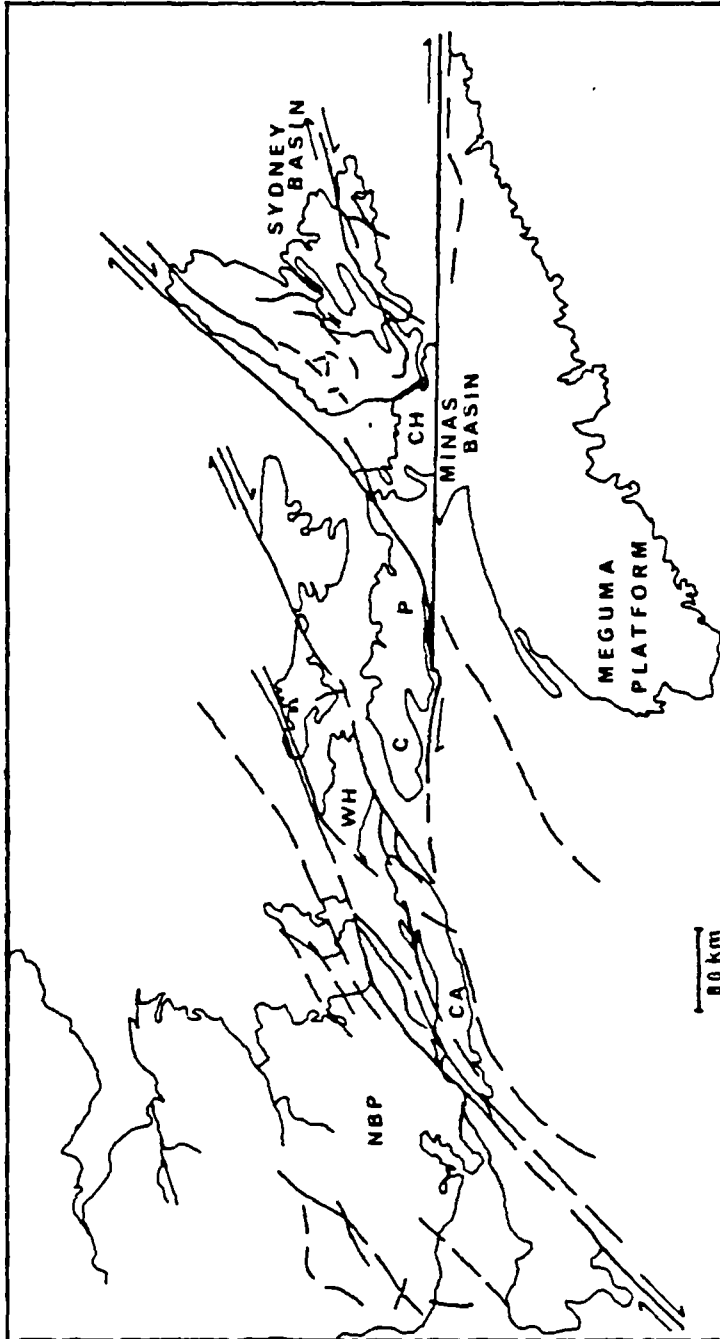 SYDNEY
BASIN
CH
MINAS
BASIN
P
C
WH
MEGUMA
PLATFORM
NBP
CA
80 km